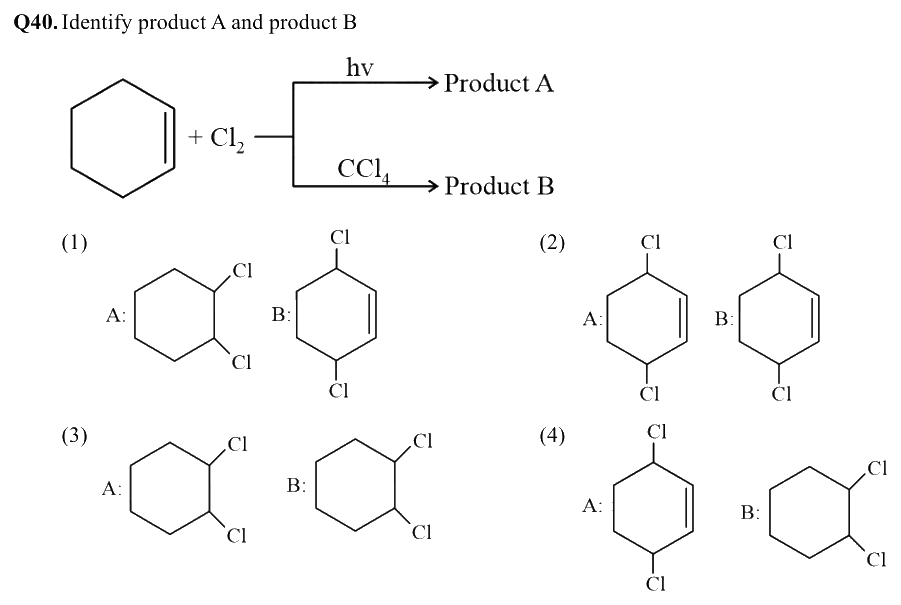 Q40. Identify product A and product B
hv
Product A
+ Cl₂
CCl₄
Product B
(1)
A:
Cl
Cl
B:
Cl
Cl
(2)
A:
Cl
Cl
B:
Cl
Cl
(3)
A:
Cl
Cl
B:
Cl
Cl
(4)
A:
Cl
Cl
B:
Cl
Cl